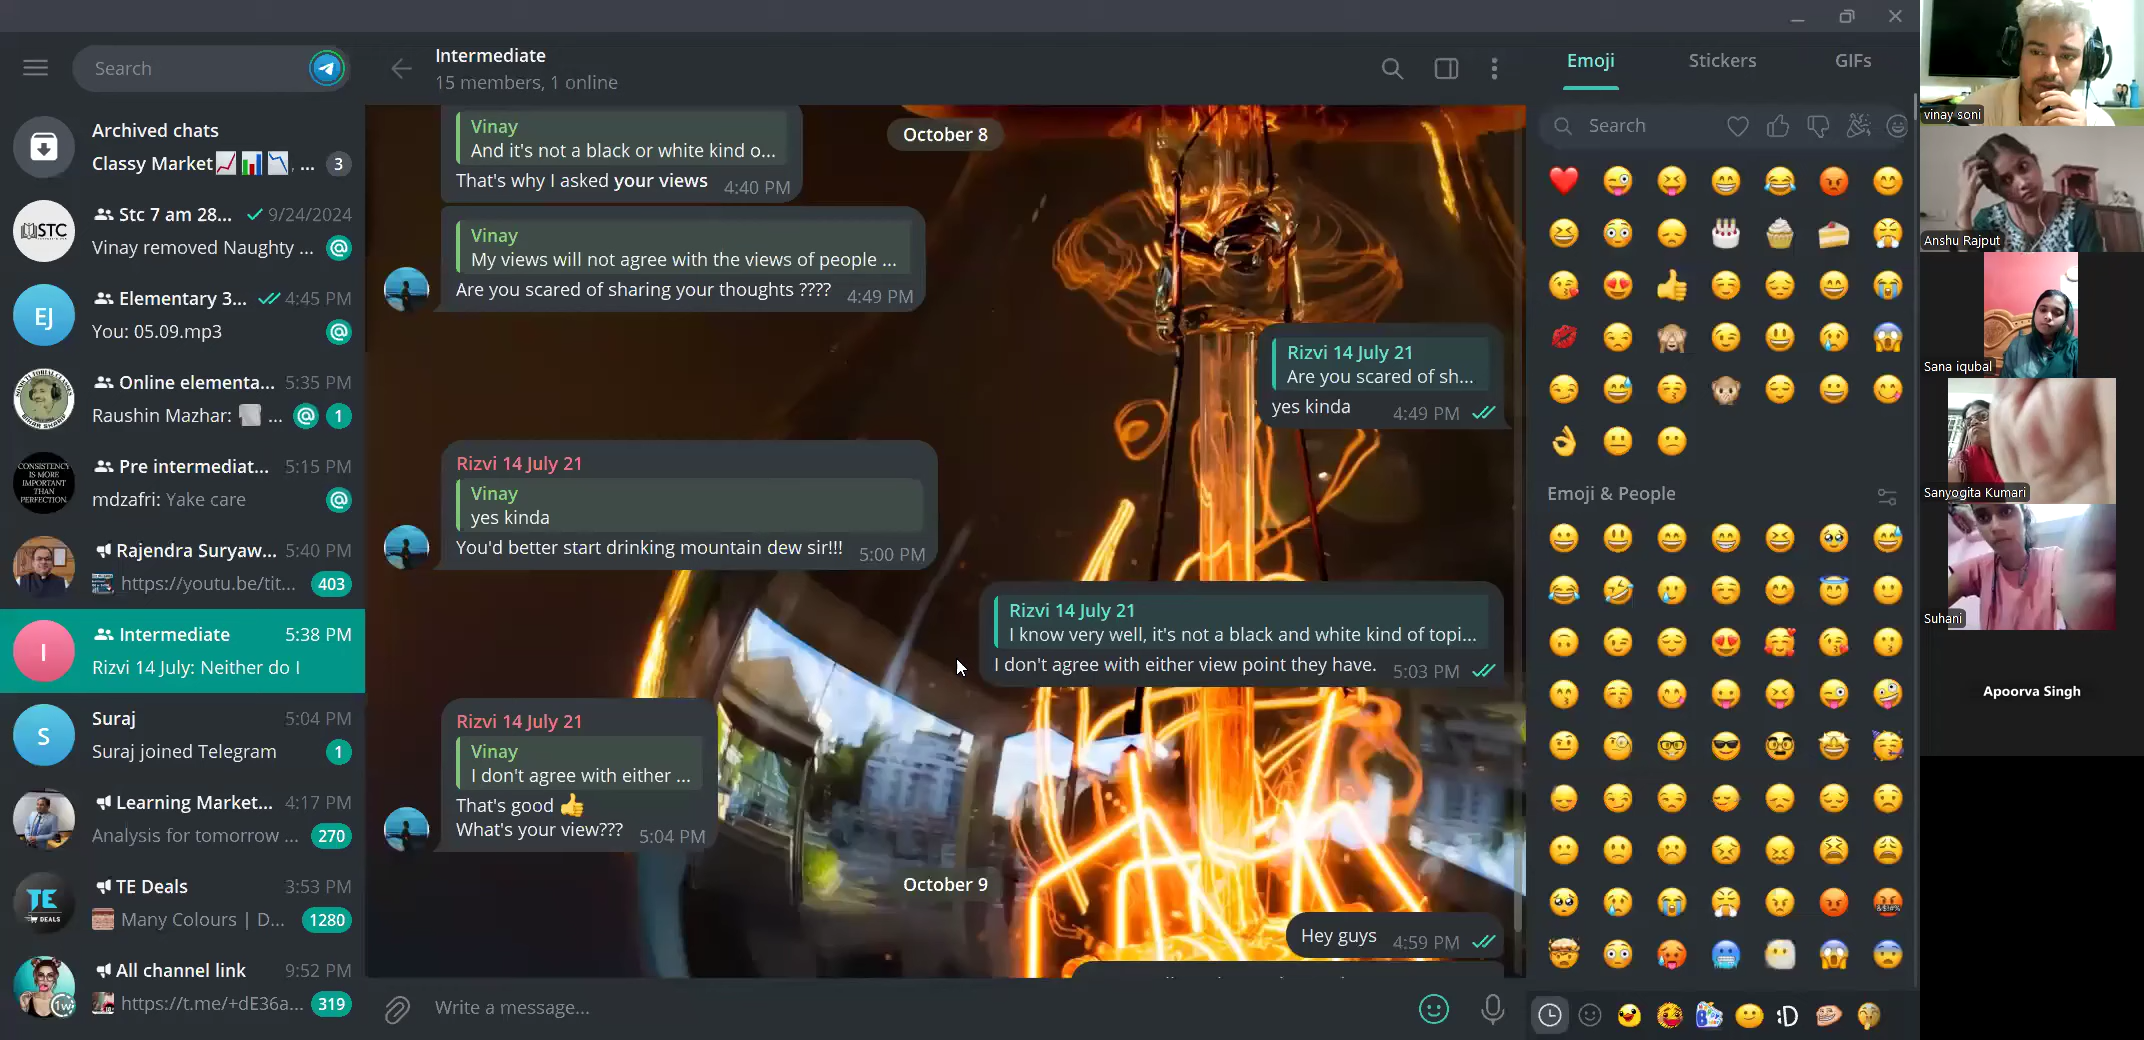 Search
Archived chats
Classy Market📈📊📉, ... 3
STC
Stc 7 am 28... 9/24/2024
Vinay removed Naughty ... @
EJ
Elementary 3... 4:45 PM
You: 05.09.mp3 @
Online elementa... 5:35 PM
Raushin Mazhar: ... @ 1
CONSISTENCY
IS MORE
IMPORTANT
THAN
PERFECTION.
Pre intermediat... 5:15 PM
mdzafri: Yake care @
Rajendra Suryaw... 5:40 PM
https://youtu.be/tit... 403
I
Intermediate 5:38 PM
Rizvi 14 July: Neither do I
S
Suraj 5:04 PM
Suraj joined Telegram 1
Learning Market... 4:17 PM
Analysis for tomorrow ... 270
TE
DEALS
TE Deals 3:53 PM
Many Colours | D... 1280
1w
All channel link 9:52 PM
https://t.me/+dE36a... 319
Intermediate
15 members, 1 online
October 8
Vinay
And it's not a black or white kind o...
That's why I asked your views 4:40 PM
Vinay
My views will not agree with the views of people ...
Are you scared of sharing your thoughts ???? 4:49 PM
Rizvi 14 July 21
Are you scared of sh...
yes kinda 4:49 PM
Rizvi 14 July 21
Vinay
yes kinda
You'd better start drinking mountain dew sir!!! 5:00 PM
Rizvi 14 July 21
I know very well, it's not a black and white kind of topi...
I don't agree with either view point they have. 5:03 PM
Rizvi 14 July 21
Vinay
I don't agree with either ...
That's good 👍
What's your view??? 5:04 PM
October 9
Hey guys 4:59 PM
Write a message...
Emoji Stickers GIFs
Search
Emoji & People
:D
vinay soni
Anshu Rajput
Sana iqubal
Sanyogita Kumari
Suhani
Apoorva Singh